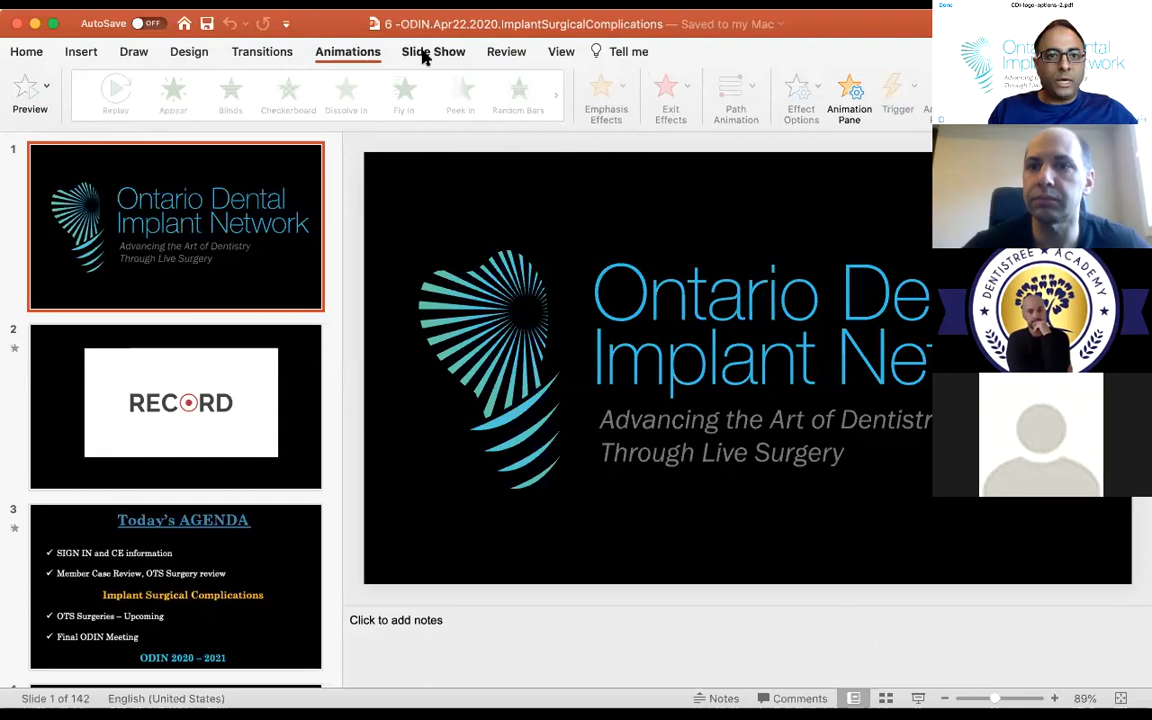 AutoSave OFF
6 -ODIN.Apr22.2020.ImplantSurgicalComplications — Saved to my Mac
Home Insert Draw Design Transitions Animations Slide Show Review View Tell me
Preview
Replay Appear Blinds Checkerboard Dissolve In Fly In Peek In Random Bars
Emphasis Effects
Exit Effects
Path Animation
Effect Options
Animation Pane
Trigger
1
Ontario Dental
Implant Network
Advancing the Art of Dentistry
Through Live Surgery
2
RECORD
3
Today's AGENDA
✓ SIGN IN and CE information
✓ Member Case Review, OTS Surgery review
Implant Surgical Complications
✓ OTS Surgeries – Upcoming
✓ Final ODIN Meeting
ODIN 2020 – 2021
Ontario De
Implant Ne
Advancing the Art of Dentistr
Through Live Surgery
Click to add notes
Slide 1 of 142 English (United States)
Notes Comments 89%
Done CDI-logo-options-2.pdf
DENTISTREE ACADEMY